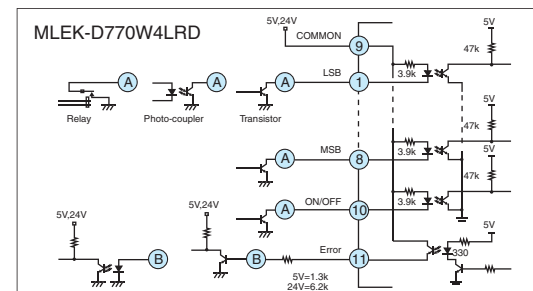 MLEK-D770W4LRD
5V,24V
COMMON
9
5V
47k
A
A
A
LSB
1
3.9k
Relay
Photo-coupler
Transistor
5V
47k
A
MSB
8
3.9k
5V
47k
A
ON/OFF
10
3.9k
5V,24V
5V,24V
5V
B
B
Error
11
330
5V=1.3k
24V=6.2k